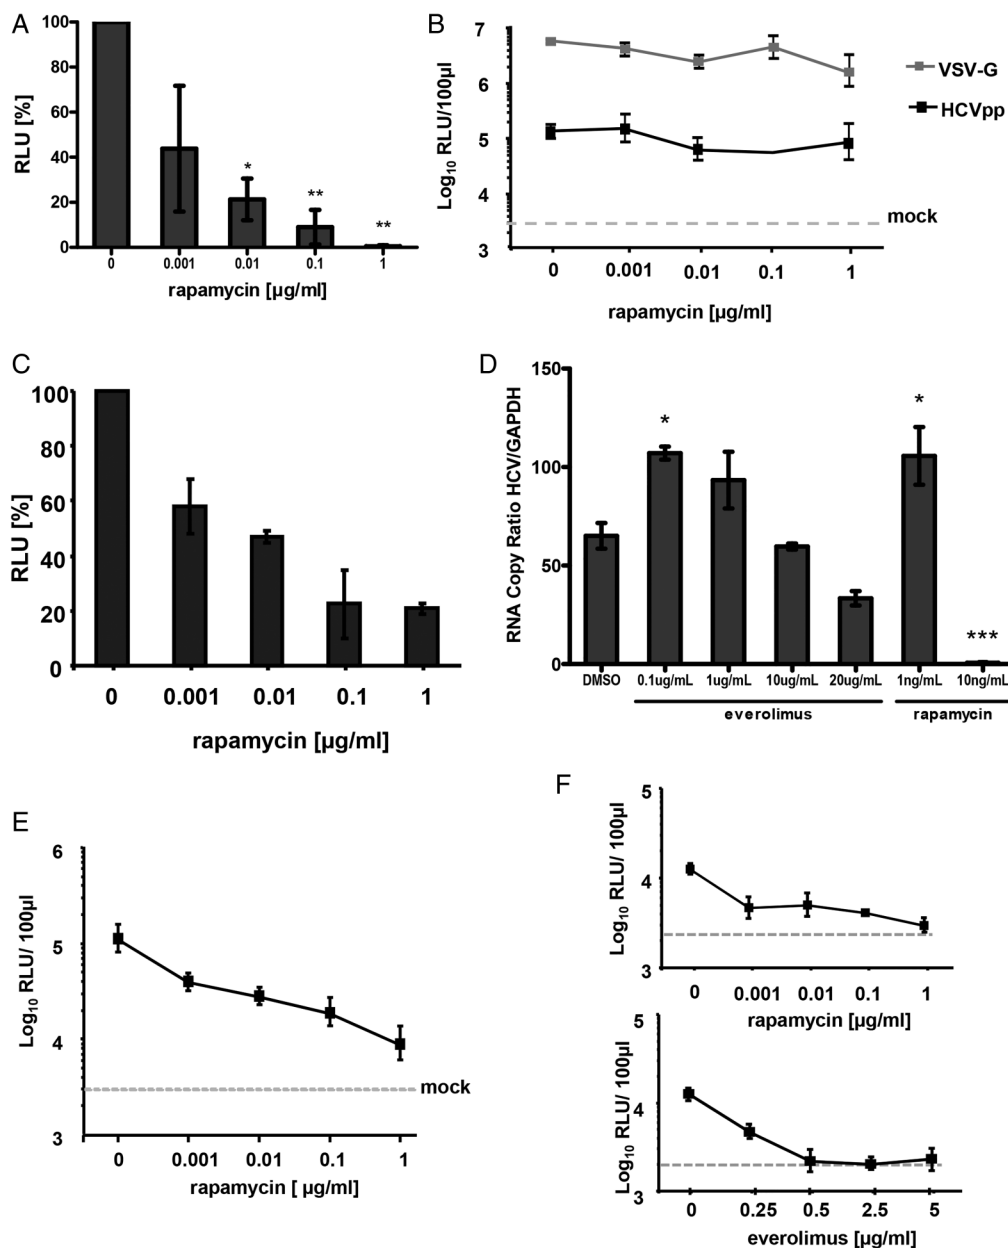 A
RLU [%]
100
80
60
40
20
0
*
**
**
0 0.001 0.01 0.1 1
rapamycin [µg/ml]
B
Log10 RLU/100µl
7
6
5
4
3
VSV-G
HCVpp
mock
0 0.001 0.01 0.1 1
rapamycin [µg/ml]
C
RLU [%]
100
80
60
40
20
0
0 0.001 0.01 0.1 1
rapamycin [µg/ml]
D
RNA Copy Ratio HCV/GAPDH
150
100
50
0
*
*
***
DMSO 0.1ug/mL 1ug/mL 10ug/mL 20ug/mL 1ng/mL 10ng/mL
everolimus rapamycin
E
Log10 RLU/ 100µl
6
5
4
3
mock
0 0.001 0.01 0.1 1
rapamycin [ µg/ml]
F
Log10 RLU/ 100µl
5
4
3
0 0.001 0.01 0.1 1
rapamycin [µg/ml]
Log10 RLU/ 100µl
5
4
3
0 0.25 0.5 2.5 5
everolimus [µg/ml]